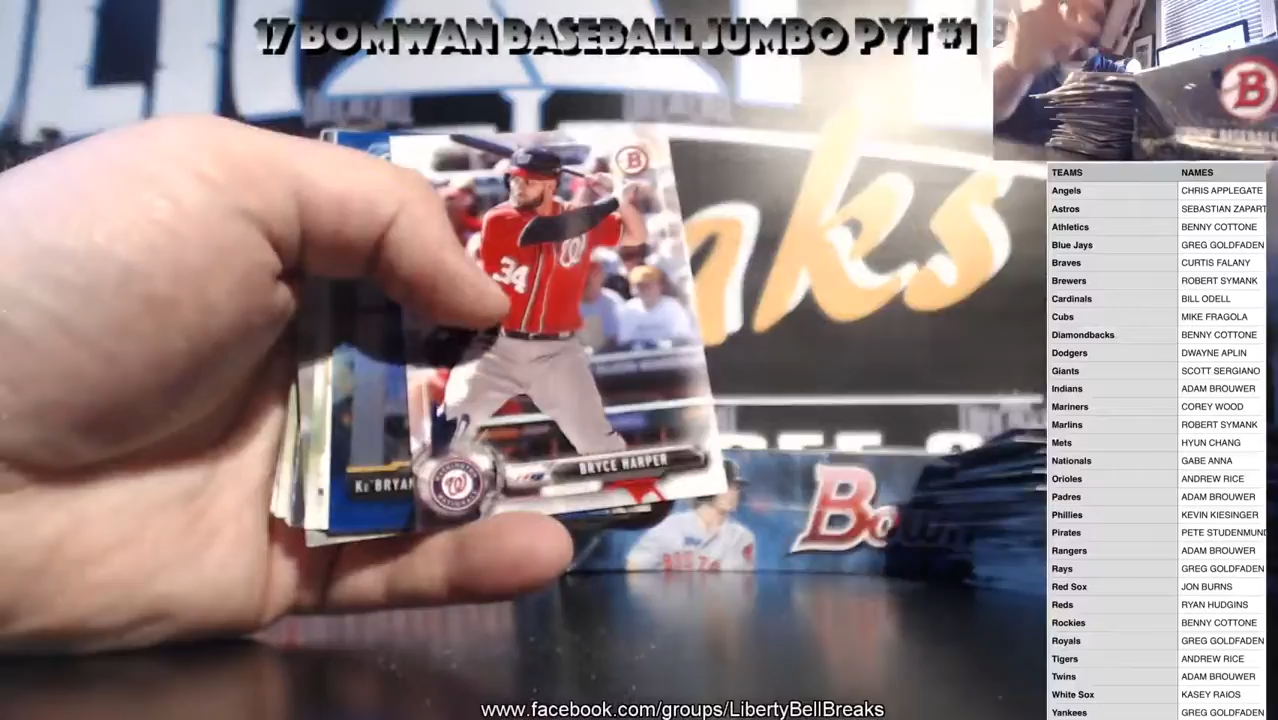 17 BOMWAN BASEBALL JUMBO PYT #1
B
B
34
W
BRYCE HARPER
W
KE'BRYAN
nks
Bow
TEAMS NAMES
Angels CHRIS APPLEGATE
Astros SEBASTIAN ZAPART
Athletics BENNY COTTONE
Blue Jays GREG GOLDFADEN
Braves CURTIS FALANY
Brewers ROBERT SYMANK
Cardinals BILL ODELL
Cubs MIKE FRAGOLA
Diamondbacks BENNY COTTONE
Dodgers DWAYNE APLIN
Giants SCOTT SERGIANO
Indians ADAM BROUWER
Mariners COREY WOOD
Marlins ROBERT SYMANK
Mets HYUN CHANG
Nationals GABE ANNA
Orioles ANDREW RICE
Padres ADAM BROUWER
Phillies KEVIN KIESINGER
Pirates PETE STUDENMUND
Rangers ADAM BROUWER
Rays GREG GOLDFADEN
Red Sox JON BURNS
Reds RYAN HUDGINS
Rockies BENNY COTTONE
Royals GREG GOLDFADEN
Tigers ANDREW RICE
Twins ADAM BROUWER
White Sox KASEY RAIOS
Yankees GREG GOLDFADEN
www.facebook.com/groups/LibertyBellBreaks